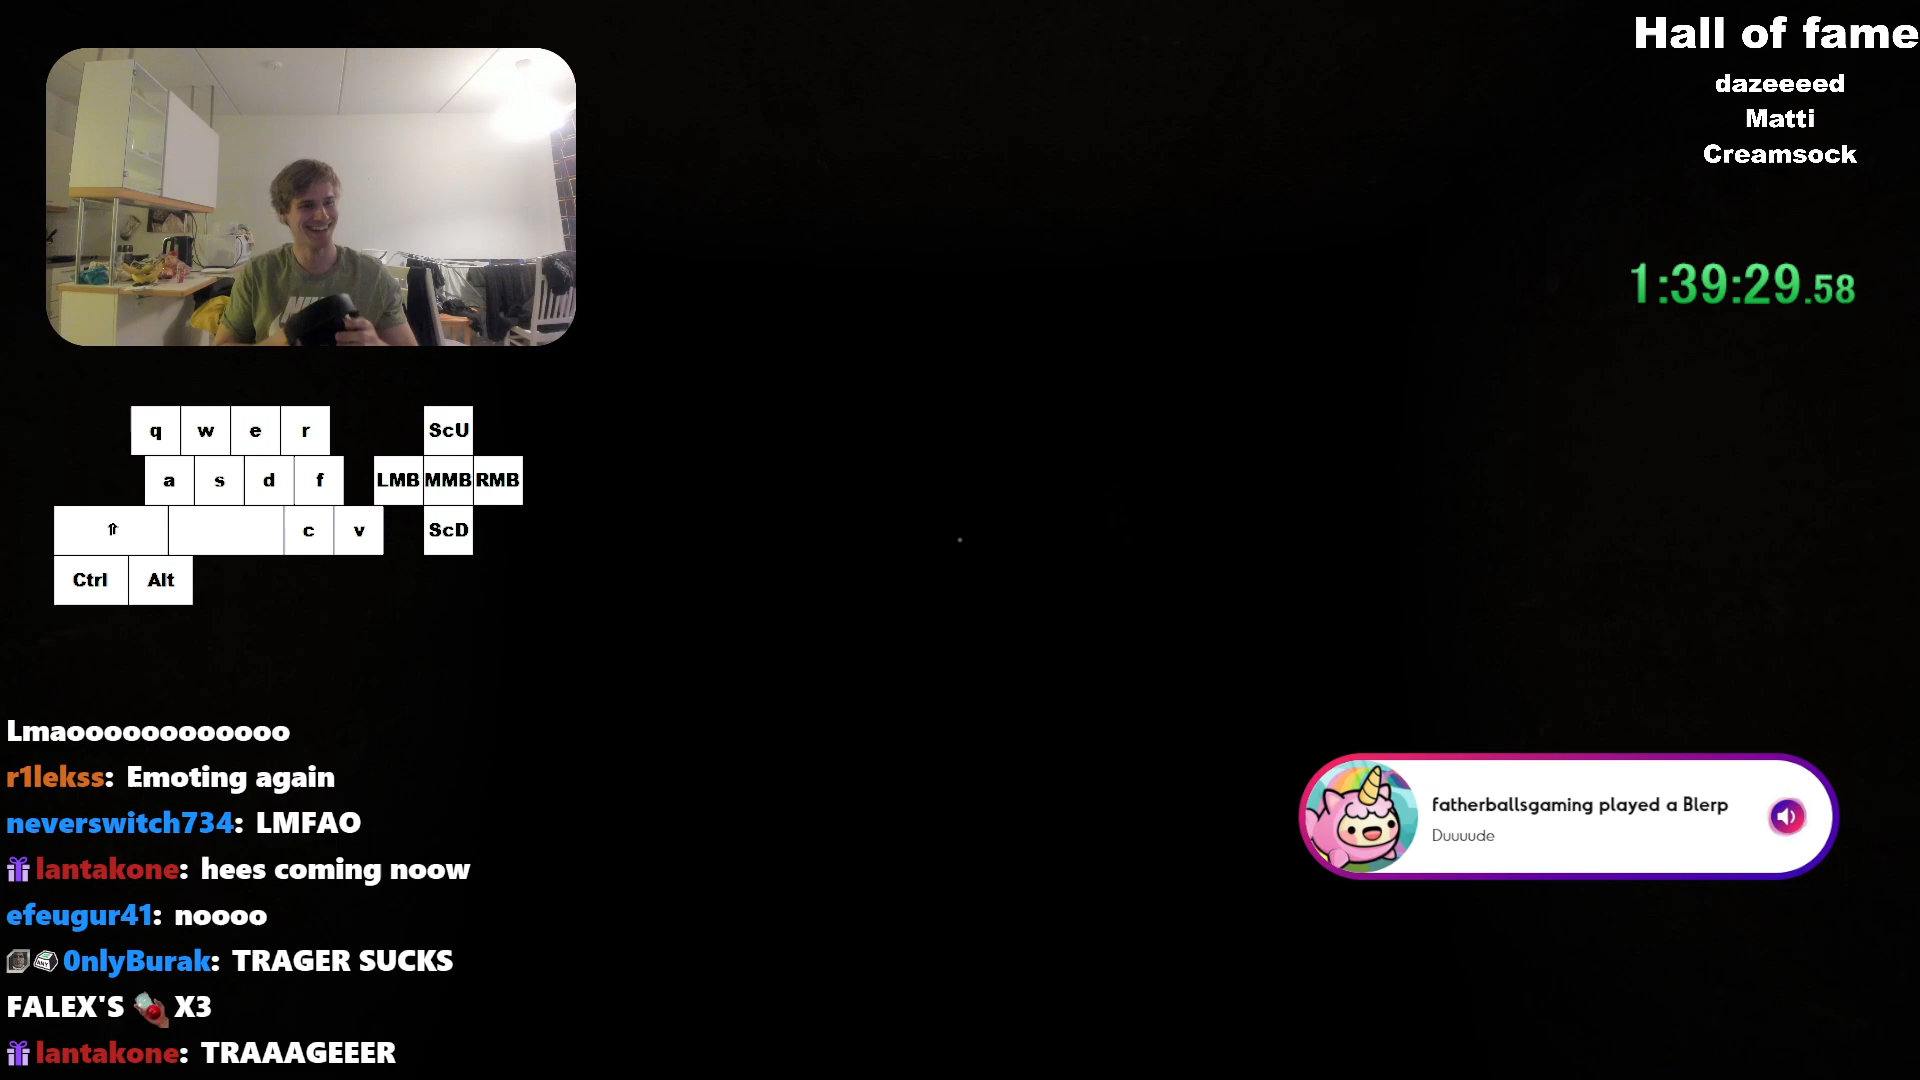 Hall of fame
dazeeeed
Matti
Creamsock
1:39:29.58
q w e r ScU
a s d f LMB MMB RMB
⇑ c v ScD
Ctrl Alt
Lmaoooooooooooo
r1lekss: Emoting again
neverswitch734: LMFAO
lantakone: hees coming noow
efeugur41: noooo
0nlyBurak: TRAGER SUCKS
FALEX'S X3
lantakone: TRAAAGEEER
fatherballsgaming played a Blerp
Duuuude